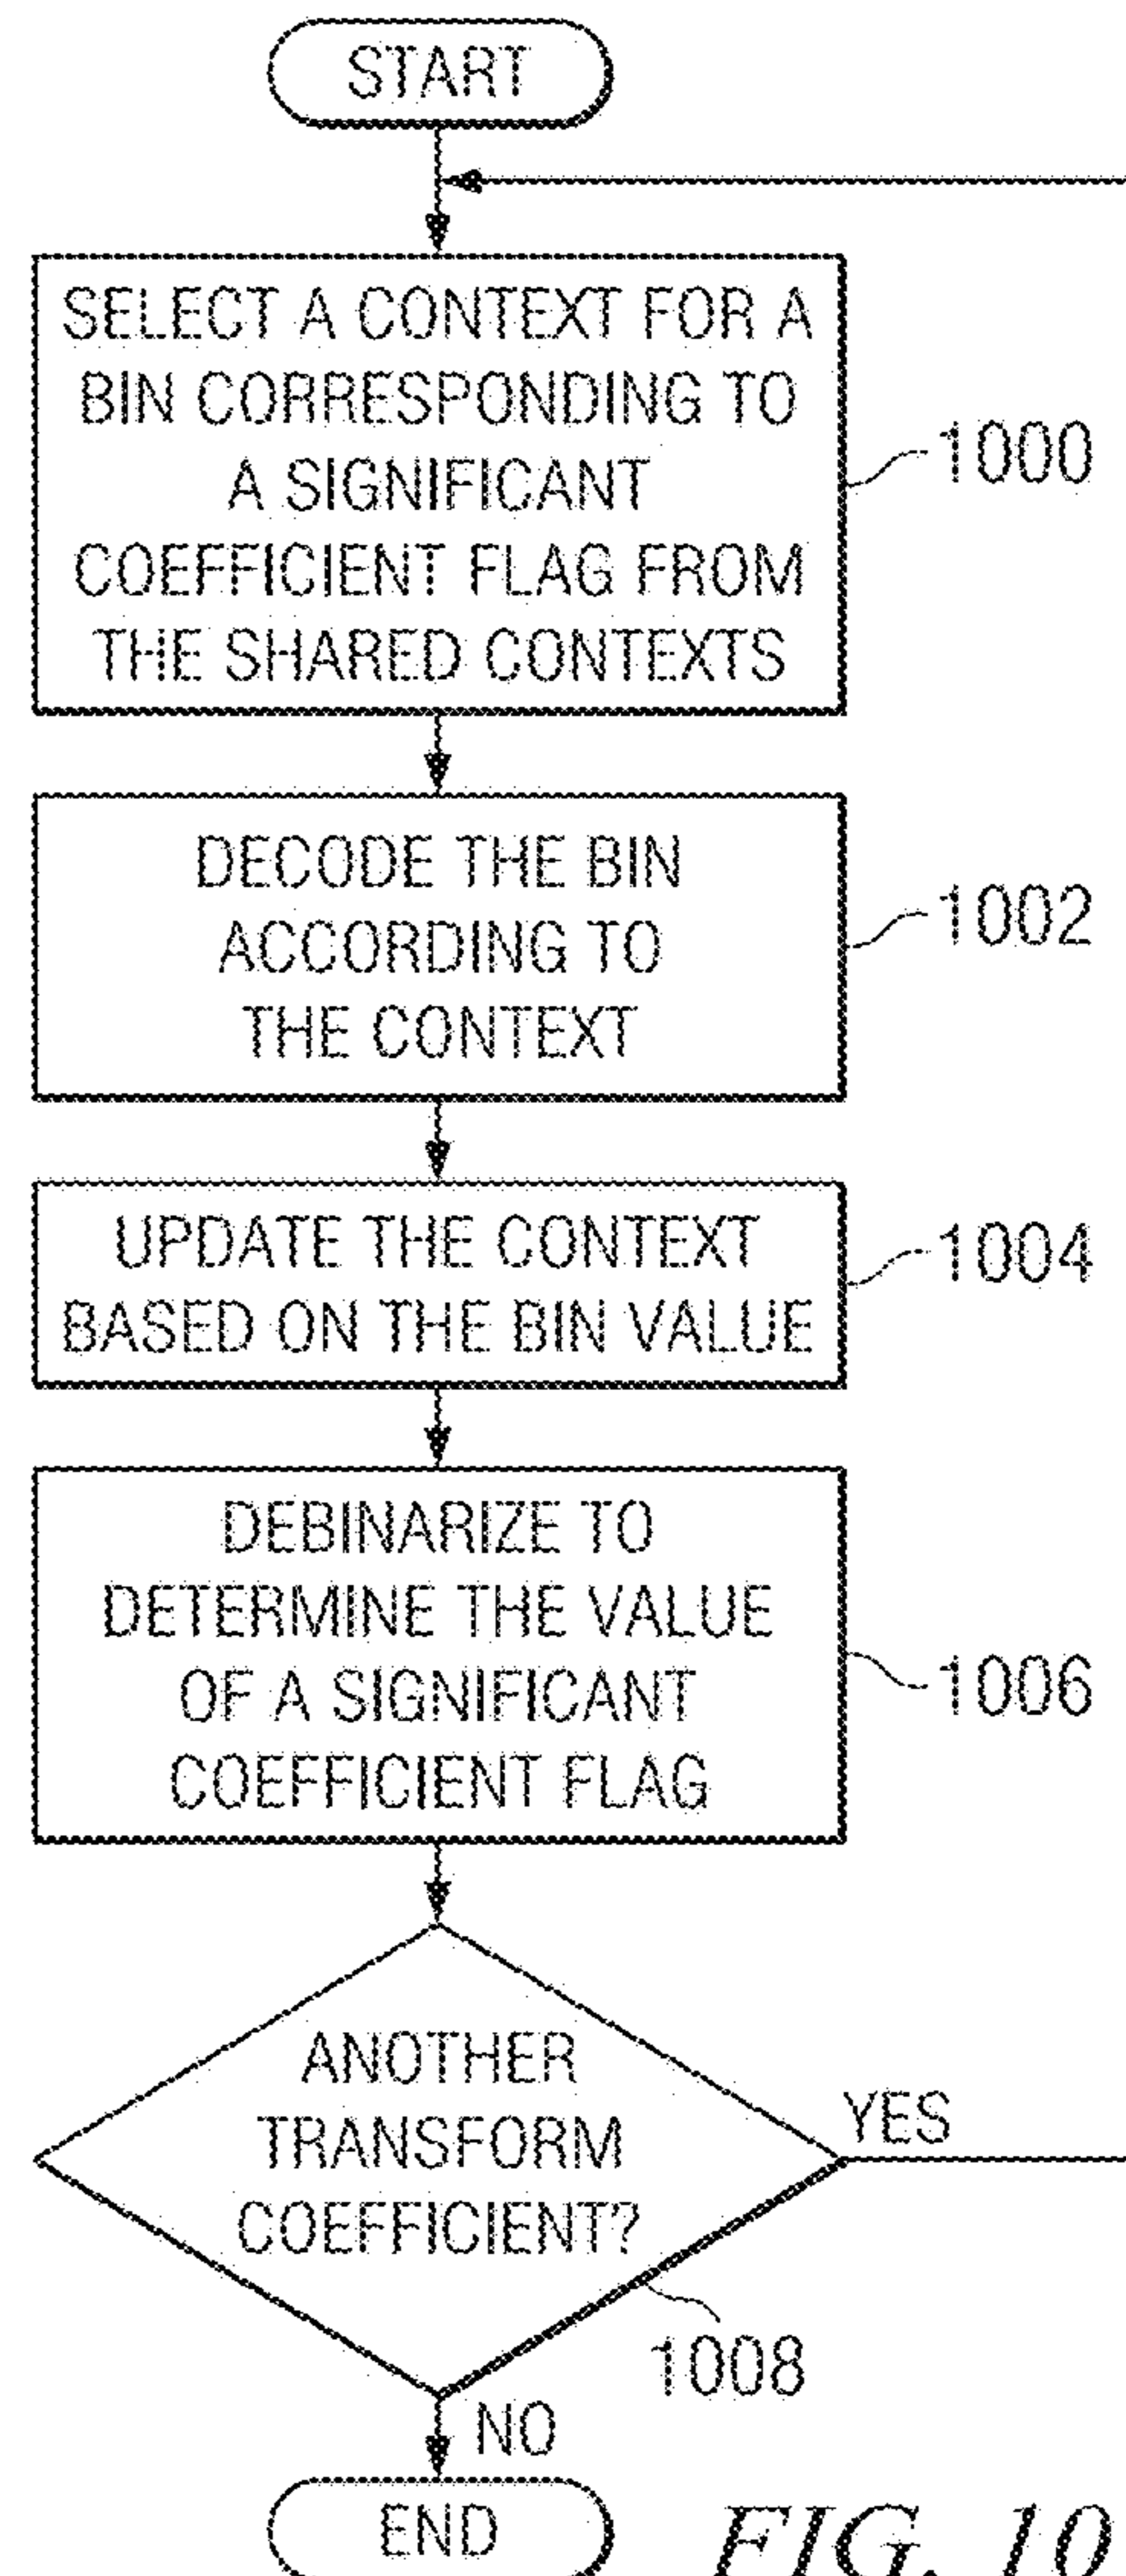 START
SELECT A CONTEXT FOR A
BIN CORRESPONDING TO
A SIGNIFICANT
COEFFICIENT FLAG FROM
THE SHARED CONTEXTS
1000
DECODE THE BIN
ACCORDING TO
THE CONTEXT
1002
UPDATE THE CONTEXT
BASED ON THE BIN VALUE
1004
DEBINARIZE TO
DETERMINE THE VALUE
OF A SIGNIFICANT
COEFFICIENT FLAG
1006
ANOTHER
TRANSFORM
COEFFICIENT?
YES
1008
NO
END
FIG. 10